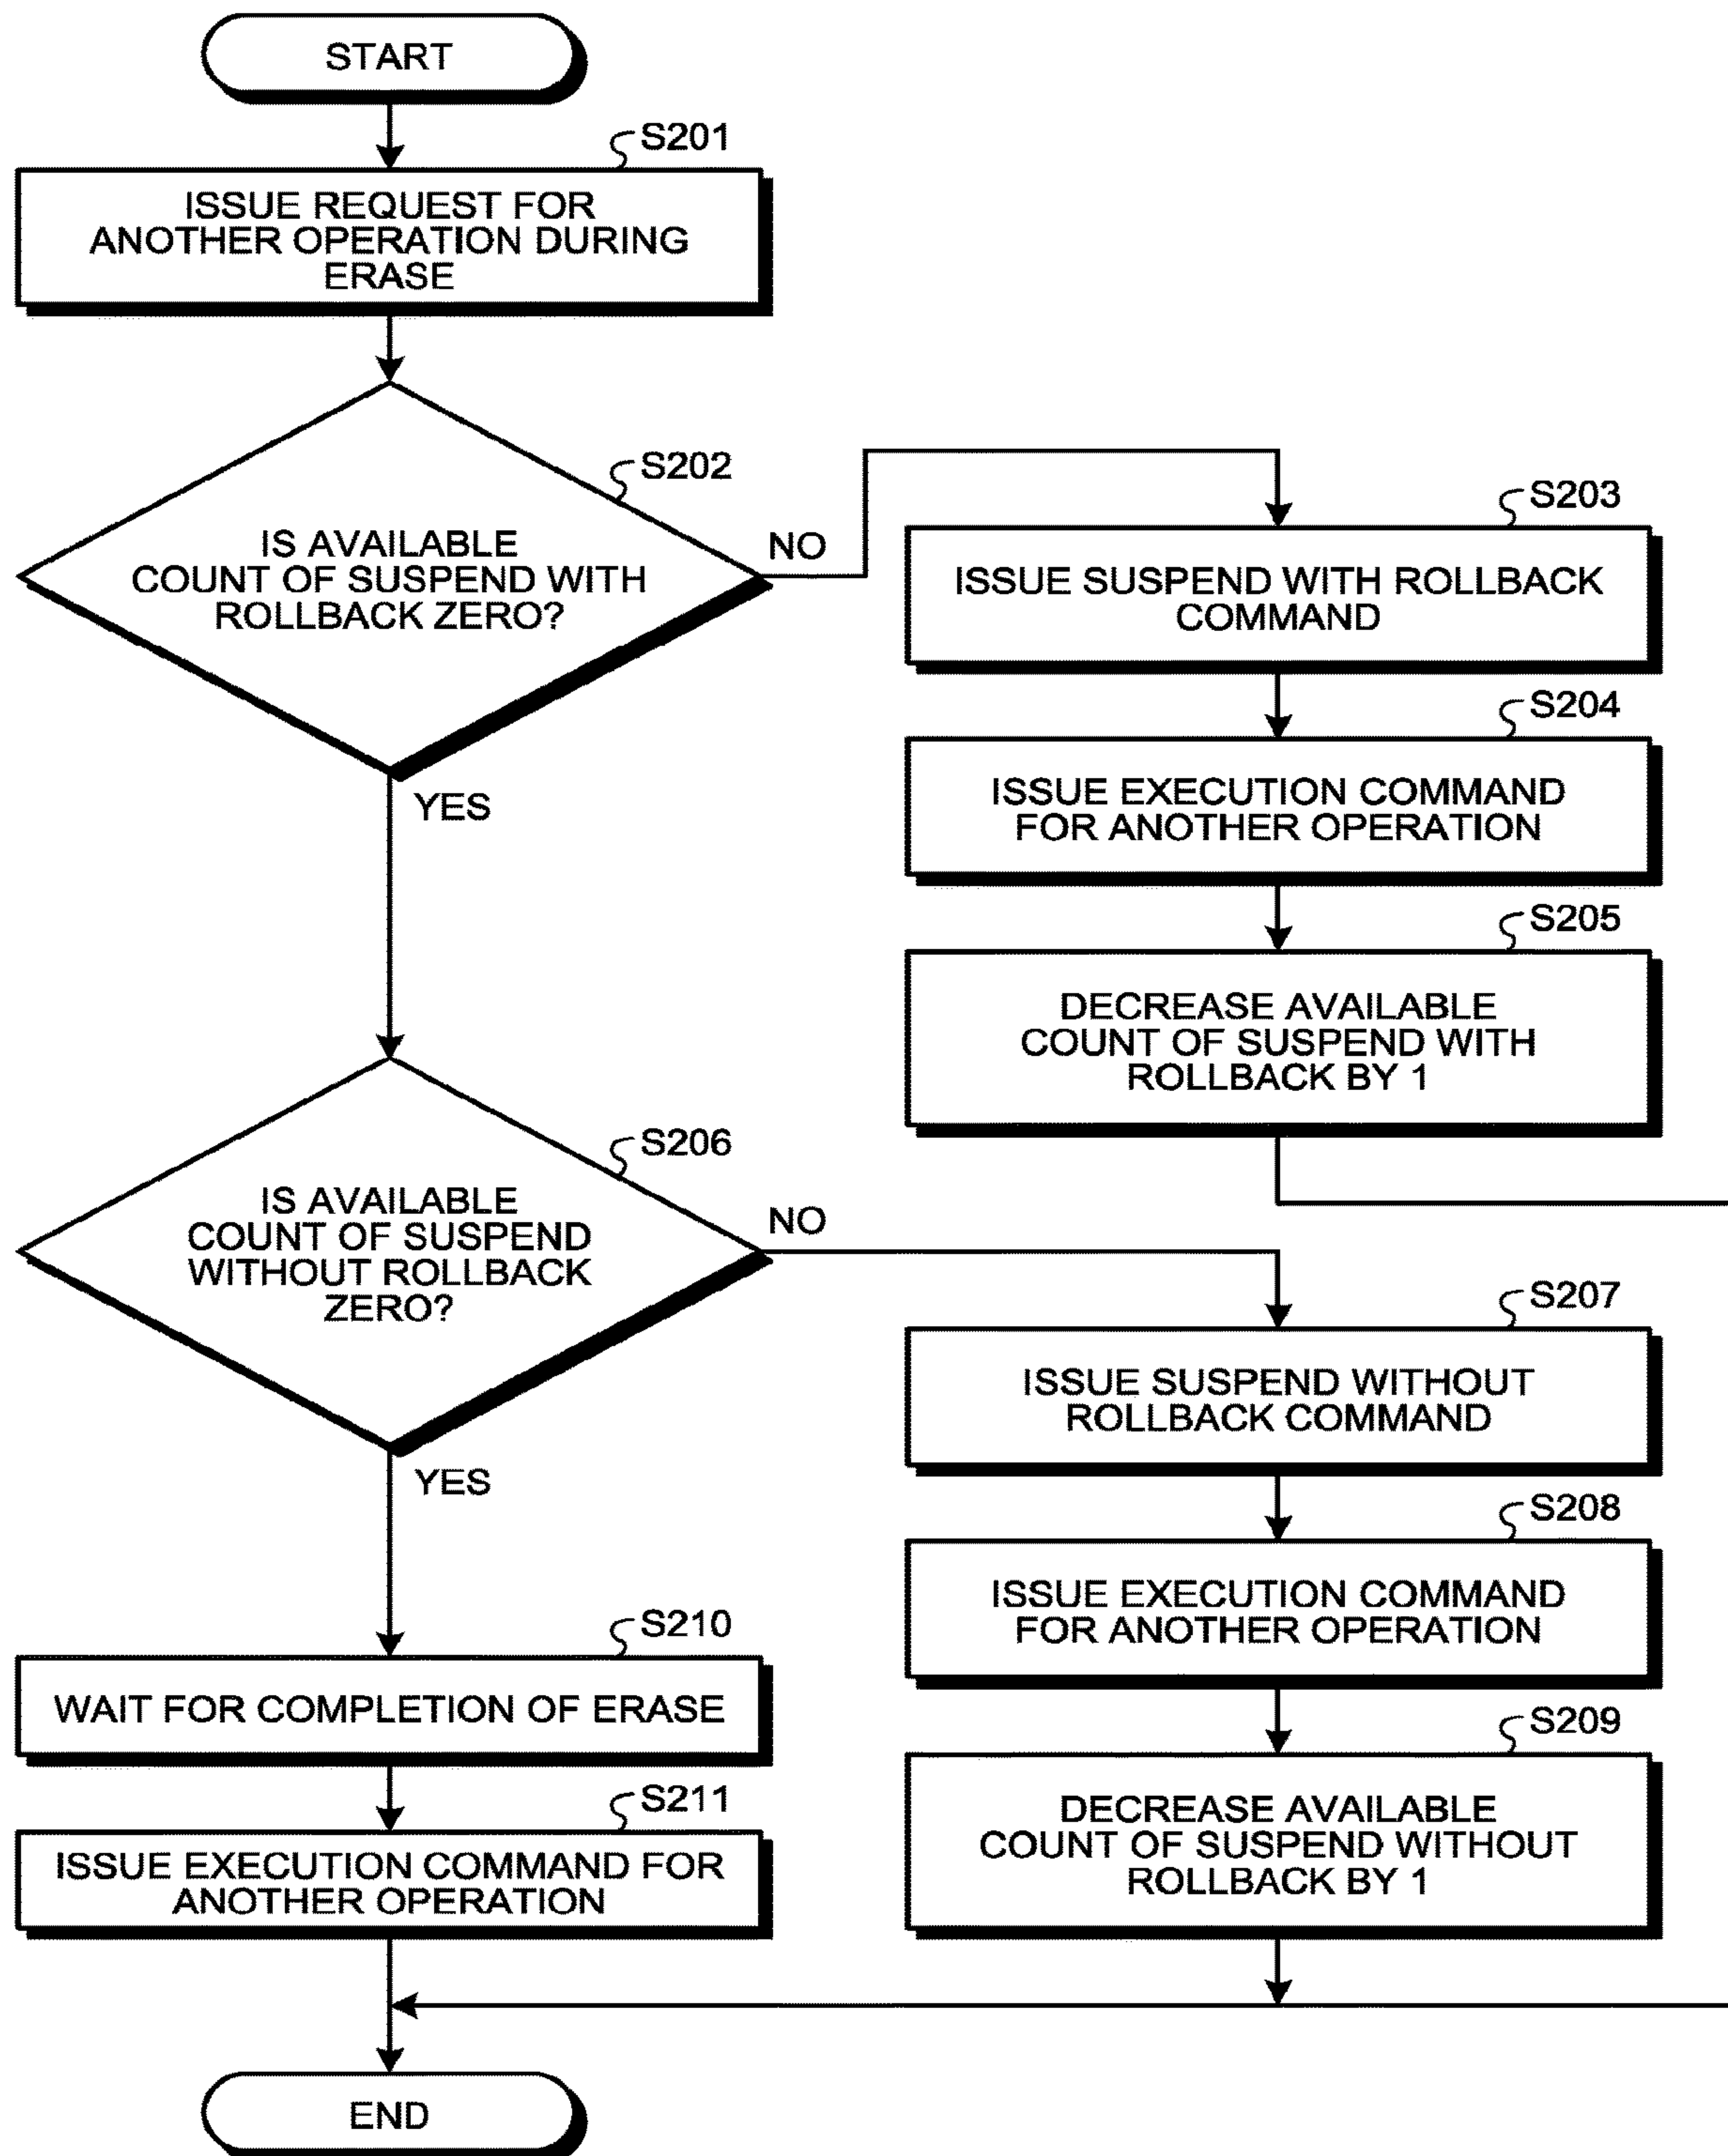 START
S201
ISSUE REQUEST FOR
ANOTHER OPERATION DURING
ERASE
S202
IS AVAILABLE
COUNT OF SUSPEND WITH
ROLLBACK ZERO?
NO
YES
S203
ISSUE SUSPEND WITH ROLLBACK
COMMAND
S204
ISSUE EXECUTION COMMAND
FOR ANOTHER OPERATION
S205
DECREASE AVAILABLE
COUNT OF SUSPEND WITH
ROLLBACK BY 1
S206
IS AVAILABLE
COUNT OF SUSPEND
WITHOUT ROLLBACK
ZERO?
NO
YES
S207
ISSUE SUSPEND WITHOUT
ROLLBACK COMMAND
S208
ISSUE EXECUTION COMMAND
FOR ANOTHER OPERATION
S209
DECREASE AVAILABLE
COUNT OF SUSPEND WITHOUT
ROLLBACK BY 1
S210
WAIT FOR COMPLETION OF ERASE
S211
ISSUE EXECUTION COMMAND FOR
ANOTHER OPERATION
END